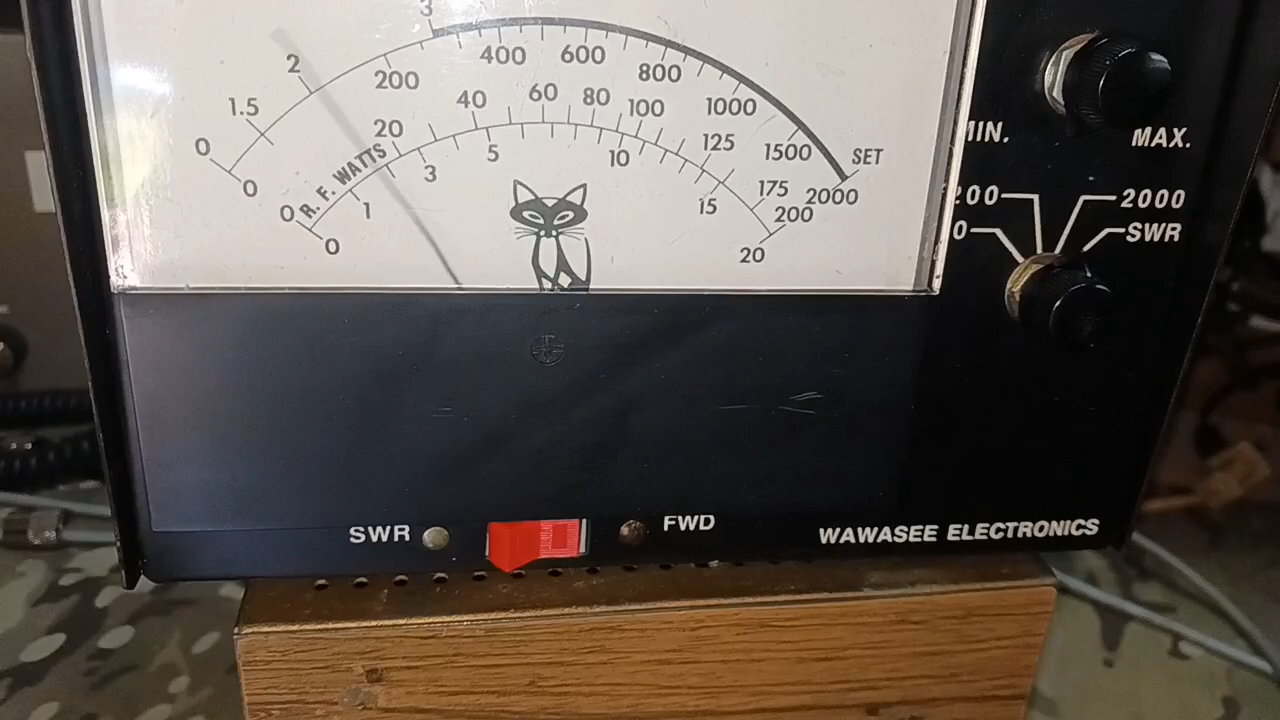 3
2 400 600
200 800
1.5 40 60 80 100 1000
0 20 125 1500 SET
0 R. F. WATTS 3 5 10 175 2000
0 1 15 200
0 20
MIN. MAX.
200 2000
0 SWR
SWR FWD
WAWASEE ELECTRONICS